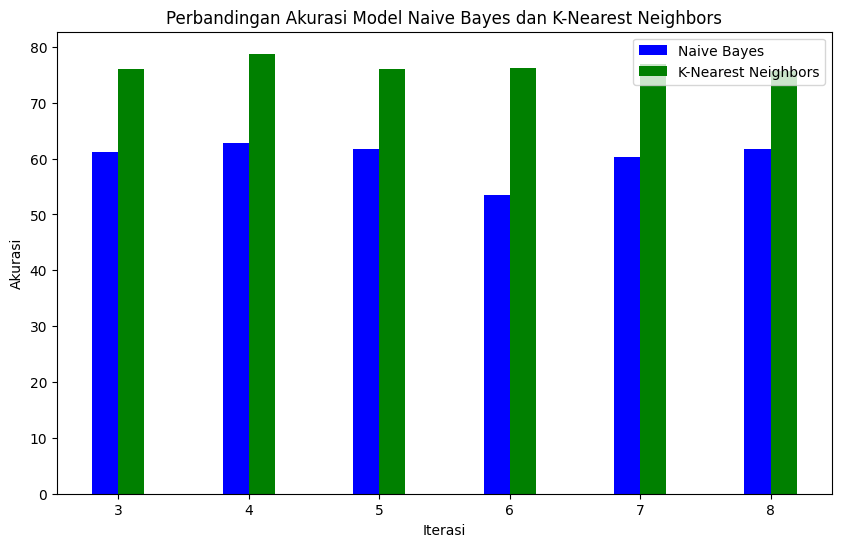 Perbandingan Akurasi Model Naive Bayes dan K-Nearest Neighbors
Naive Bayes
K-Nearest Neighbors
Akurasi
80
70
60
50
40
30
20
10
0
3 4 5 6 7 8
Iterasi